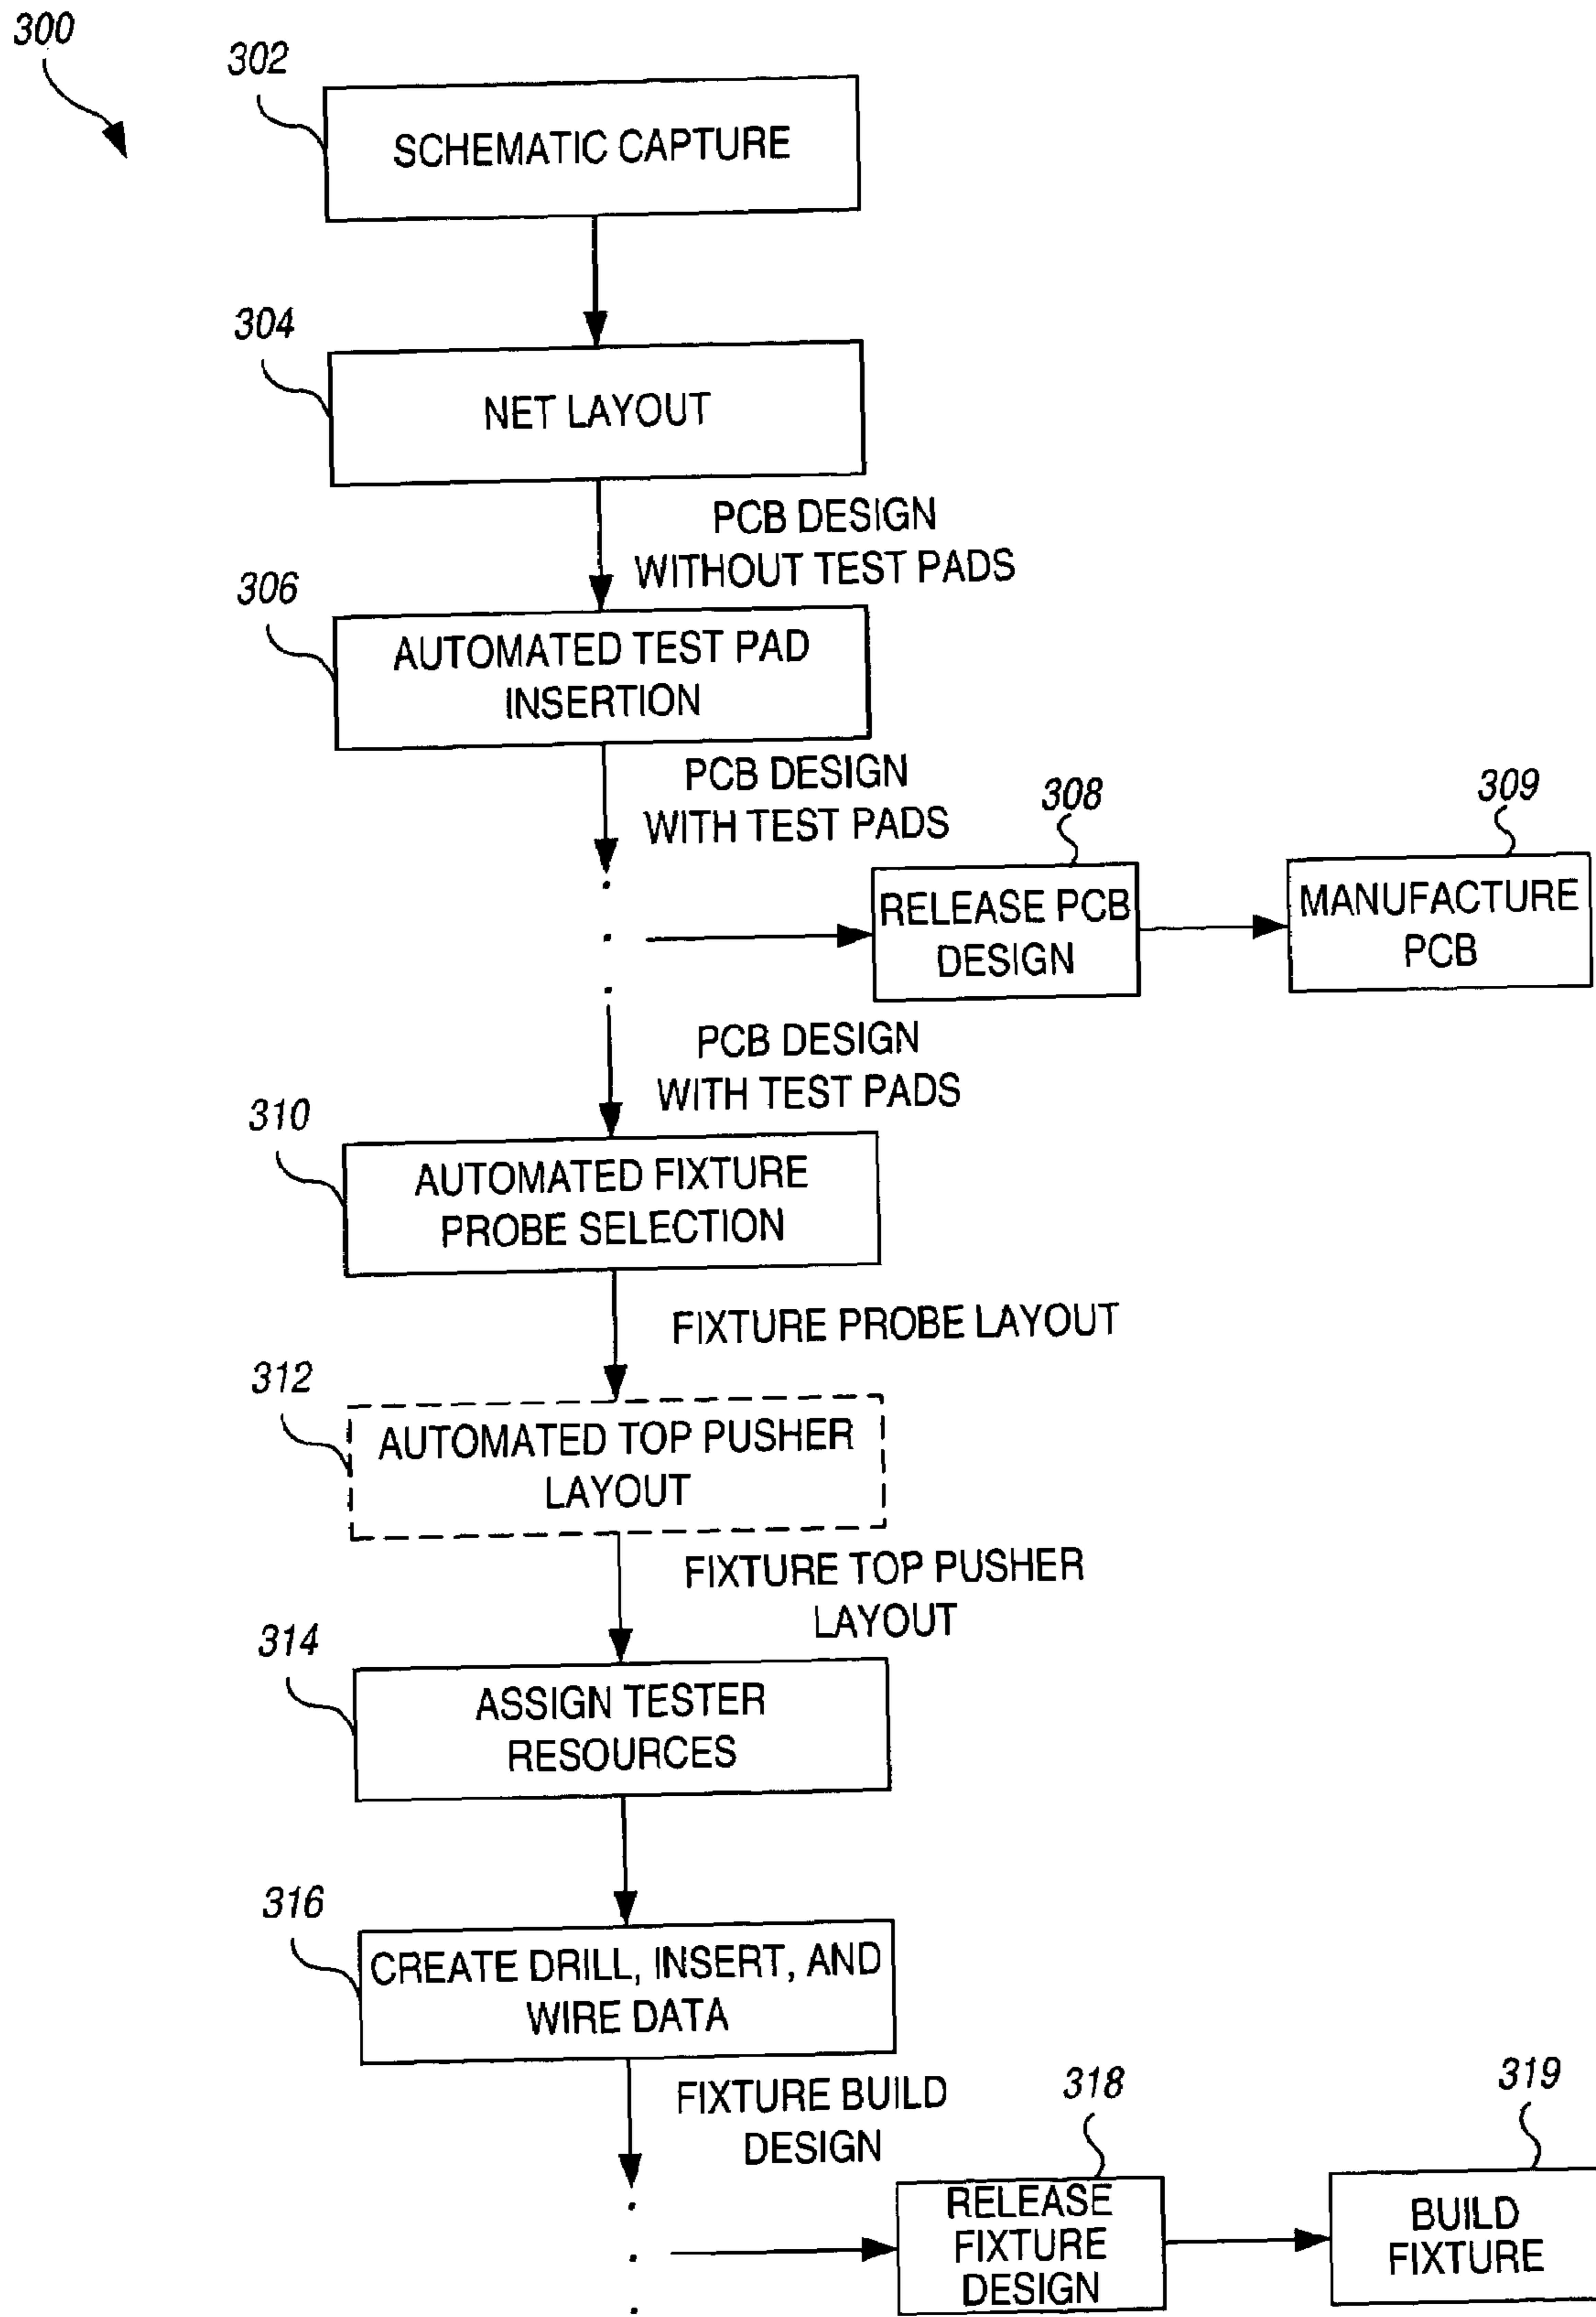 300
302
SCHEMATIC CAPTURE
304
NET LAYOUT
PCB DESIGN
WITHOUT TEST PADS
306
AUTOMATED TEST PAD
INSERTION
PCB DESIGN
WITH TEST PADS
308
RELEASE PCB
DESIGN
309
MANUFACTURE
PCB
PCB DESIGN
WITH TEST PADS
310
AUTOMATED FIXTURE
PROBE SELECTION
FIXTURE PROBE LAYOUT
312
AUTOMATED TOP PUSHER
LAYOUT
FIXTURE TOP PUSHER
LAYOUT
314
ASSIGN TESTER
RESOURCES
316
CREATE DRILL, INSERT, AND
WIRE DATA
FIXTURE BUILD
DESIGN
318
RELEASE
FIXTURE
DESIGN
319
BUILD
FIXTURE